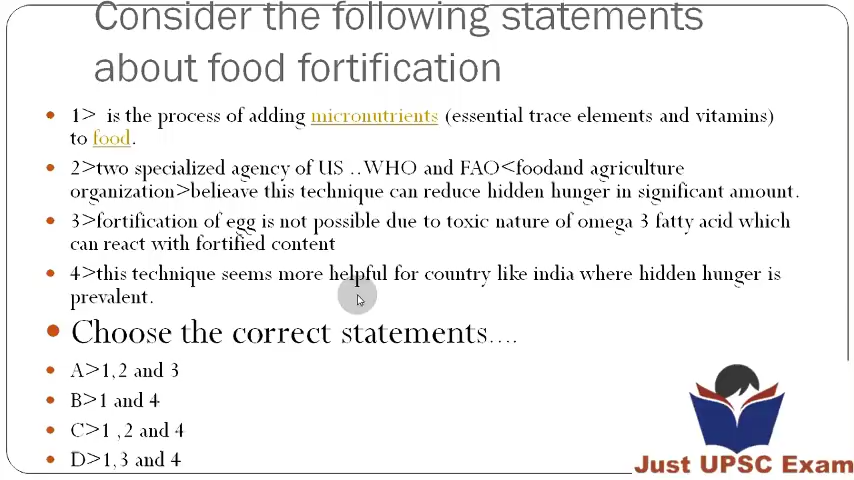 Consider the following statements
about food fortification
1> is the process of adding micronutrients (essential trace elements and vitamins)
to food.
2>two specialized agency of US ..WHO and FAO<foodand agriculture
organization>belieave this technique can reduce hidden hunger in significant amount.
3>fortification of egg is not possible due to toxic nature of omega 3 fatty acid which
can react with fortified content
4>this technique seems more helpful for country like india where hidden hunger is
prevalent.
Choose the correct statements....
A>1,2 and 3
B>1 and 4
C>1 ,2 and 4
D>1,3 and 4
Just UPSC Exam